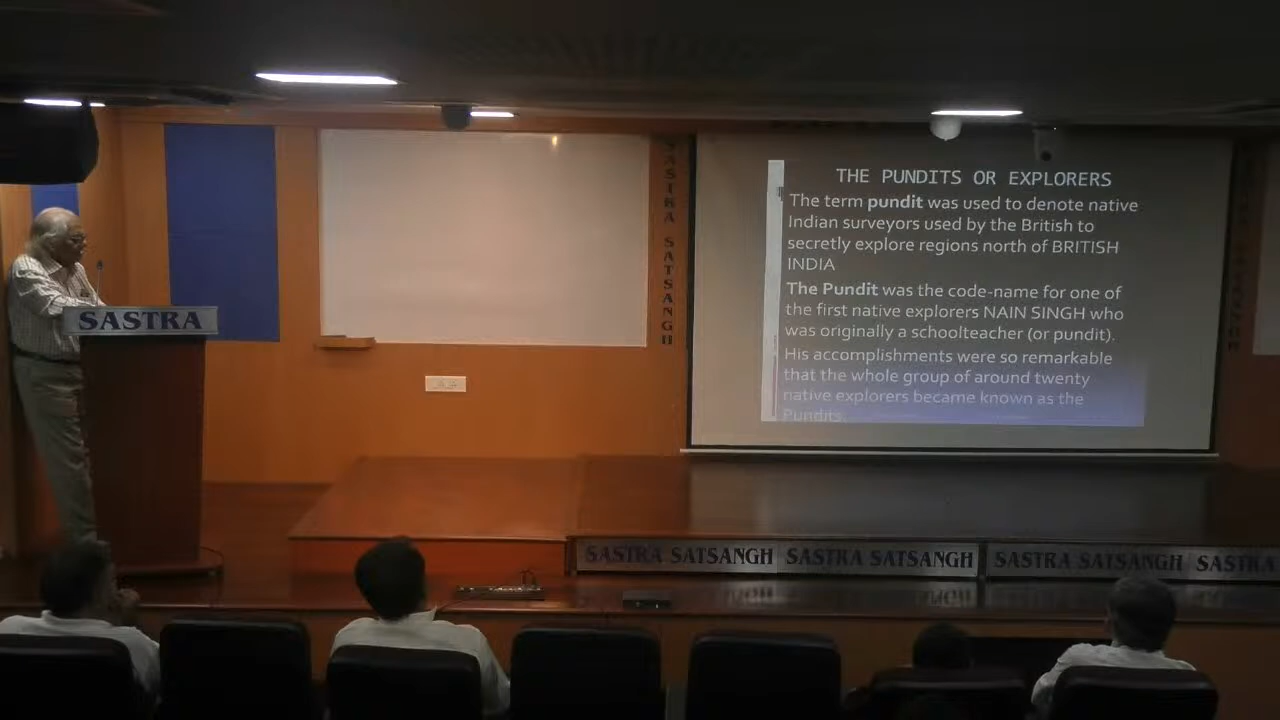 THE PUNDITS OR EXPLORERS
The term pundit was used to denote native
Indian surveyors used by the British to
secretly explore regions north of BRITISH
INDIA
The Pundit was the code-name for one of
the first native explorers NAIN SINGH who
was originally a schoolteacher (or pundit).
His accomplishments were so remarkable
that the whole group of around twenty
native explorers became known as the
Pundits.
SASTRA SATSANGH
SASTRA
SASTRA SATSANGH SASTRA SATSANGH
SASTRA SATSANGH SASTRA